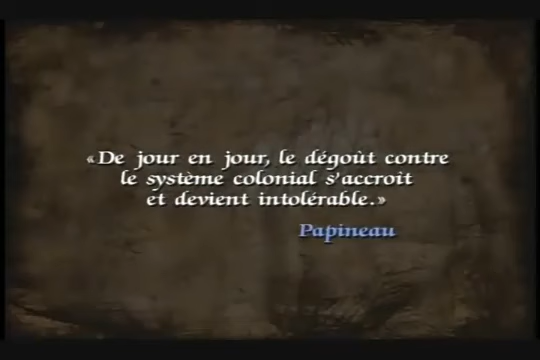 «De jour en jour, le dégoût contre
le système colonial s'accroît
et devient intolérable.»
Papineau